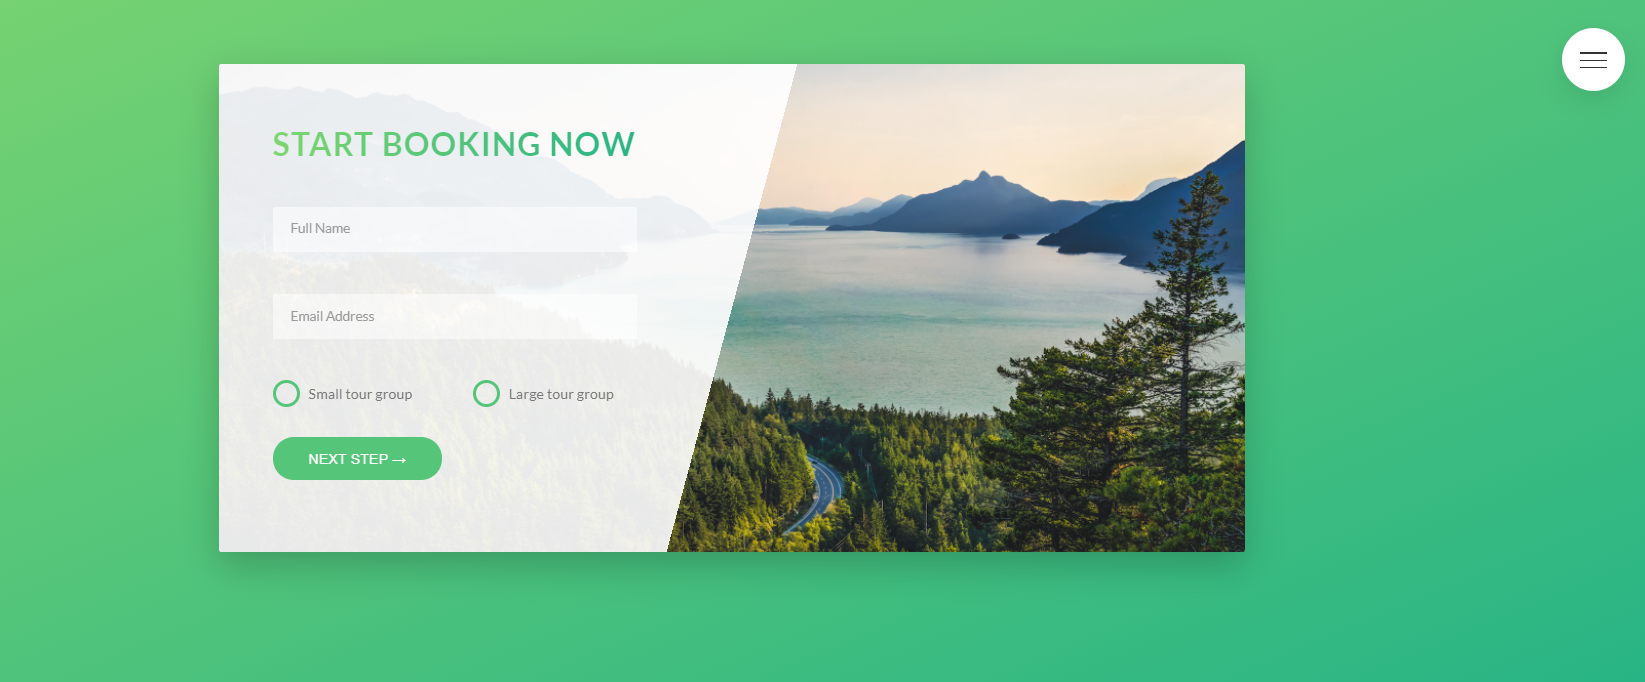 START BOOKING NOW
Full Name
Email Address
Small tour group
Large tour group
NEXT STEP →